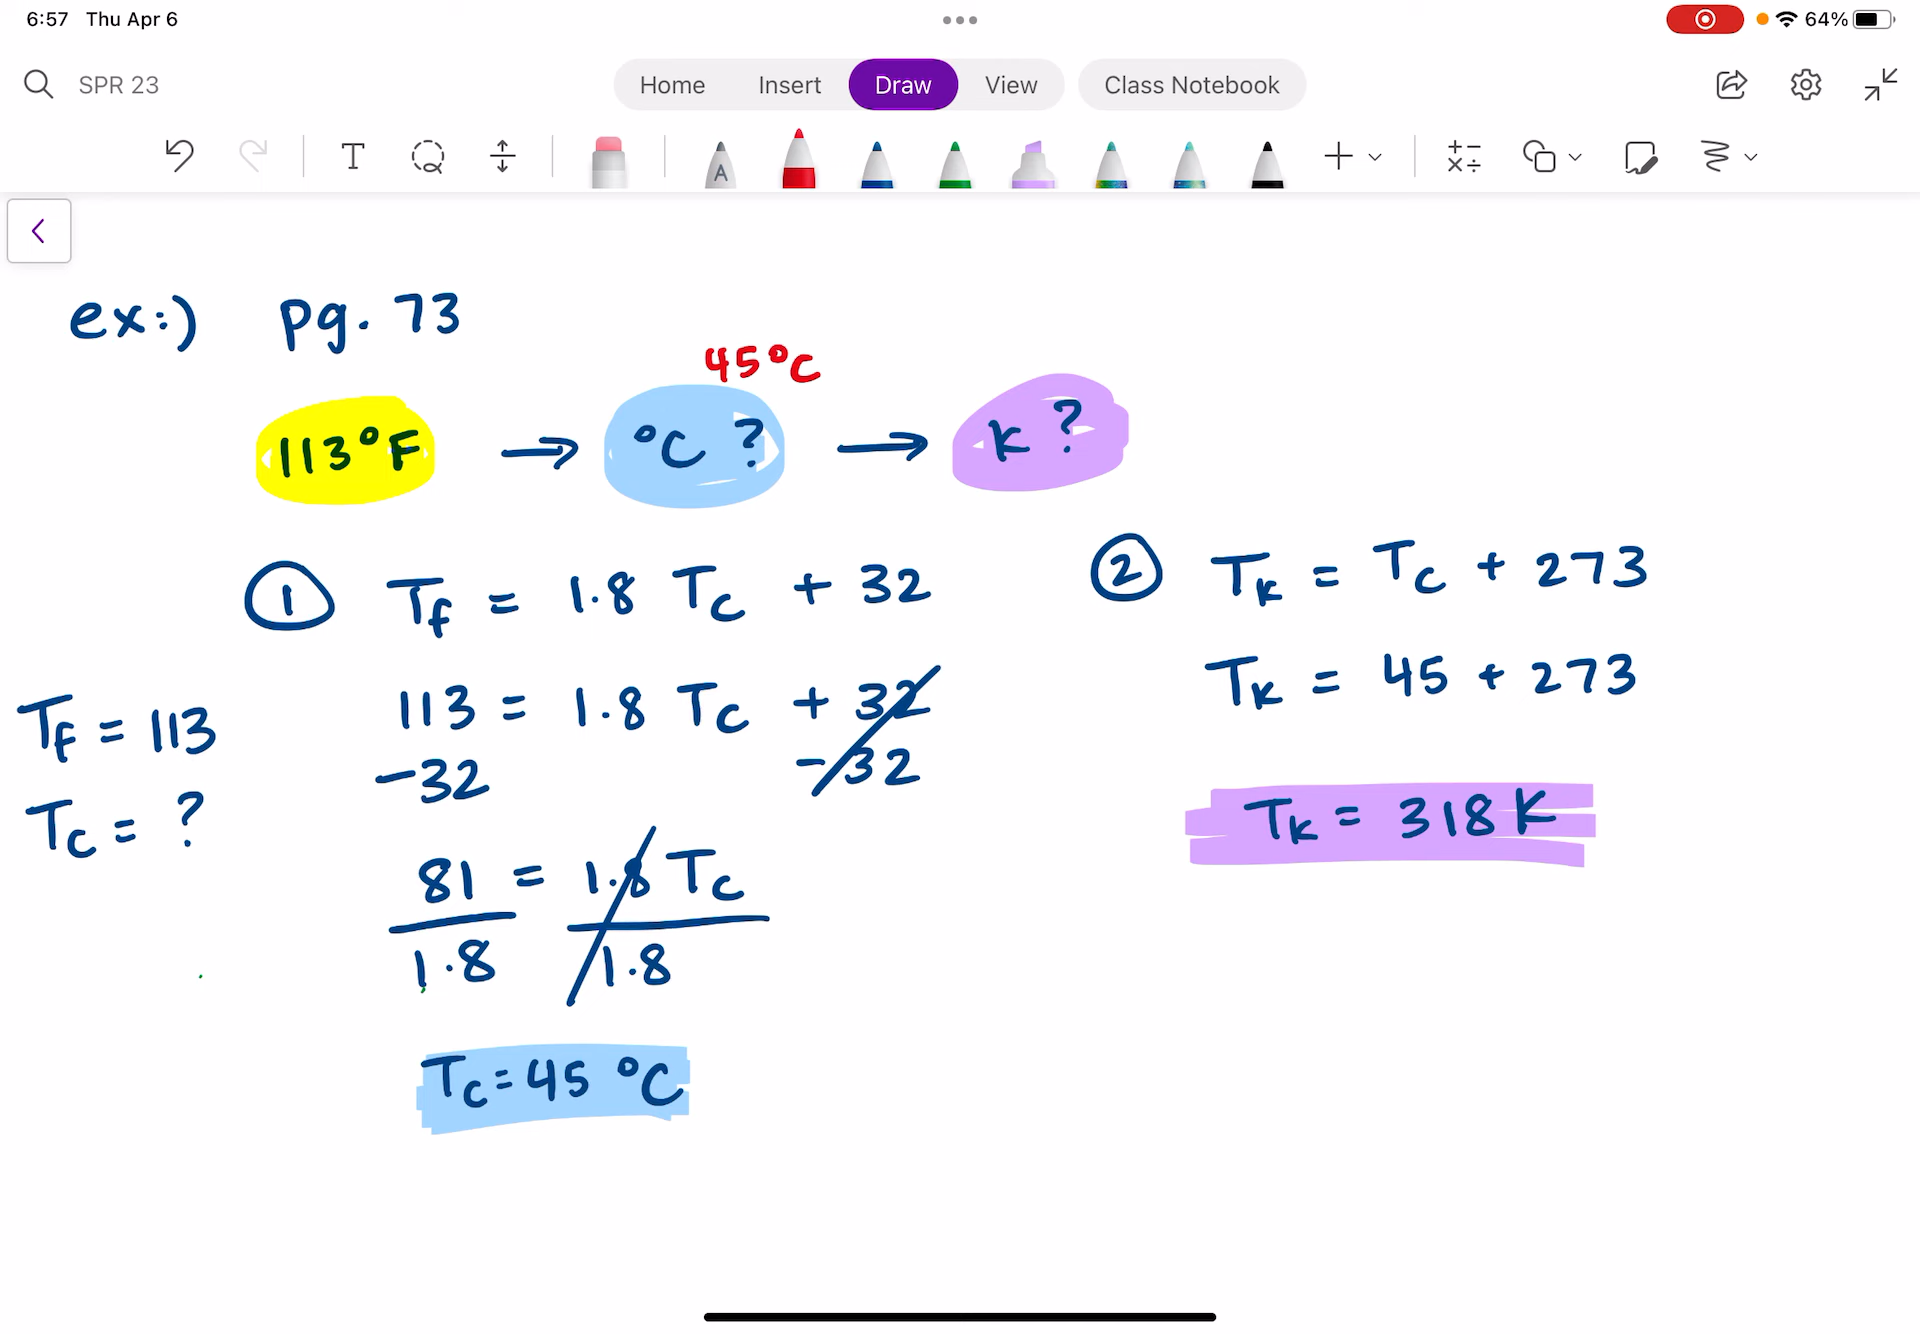 6:57 Thu Apr 6
64%
SPR 23
Home Insert Draw View Class Notebook
T
A
ex:) pg. 73
45°C
113°F → °C ? → K ?
① TF = 1.8 TC + 32
113 = 1.8 TC + 32
-32 -32
TF = 113
TC = ?
81 = 1.8 TC
1.8 1.8
TC = 45 °C
② TK = TC + 273
TK = 45 + 273
TK = 318 K